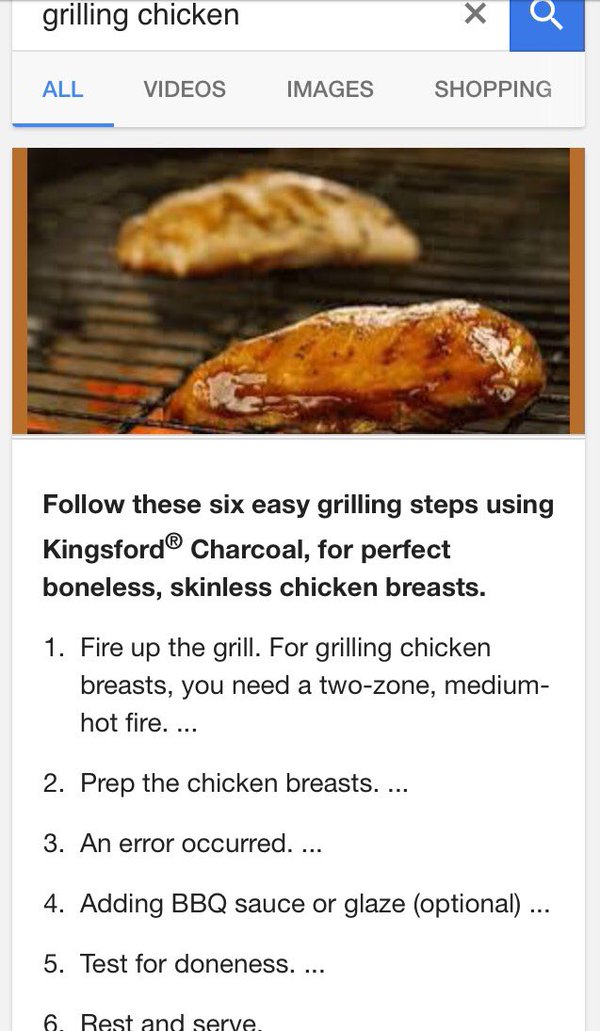 grilling chicken
ALL VIDEOS IMAGES SHOPPING
Follow these six easy grilling steps using
Kingsford® Charcoal, for perfect
boneless, skinless chicken breasts.
1. Fire up the grill. For grilling chicken
breasts, you need a two-zone, medium-
hot fire. ...
2. Prep the chicken breasts. ...
3. An error occurred. ...
4. Adding BBQ sauce or glaze (optional) ...
5. Test for doneness. ...
6. Rest and serve.